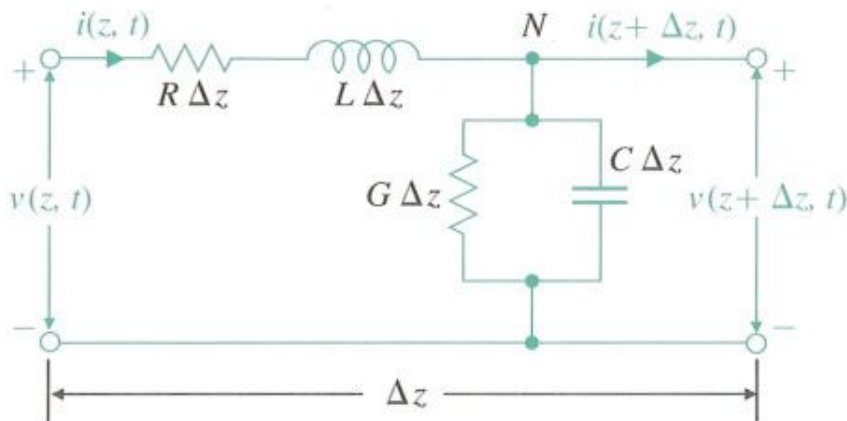 i(z, t)
N
i(z+ Δz, t)
+
+
R Δz
L Δz
C Δz
v(z, t)
G Δz
v(z+ Δz, t)
−
−
Δz